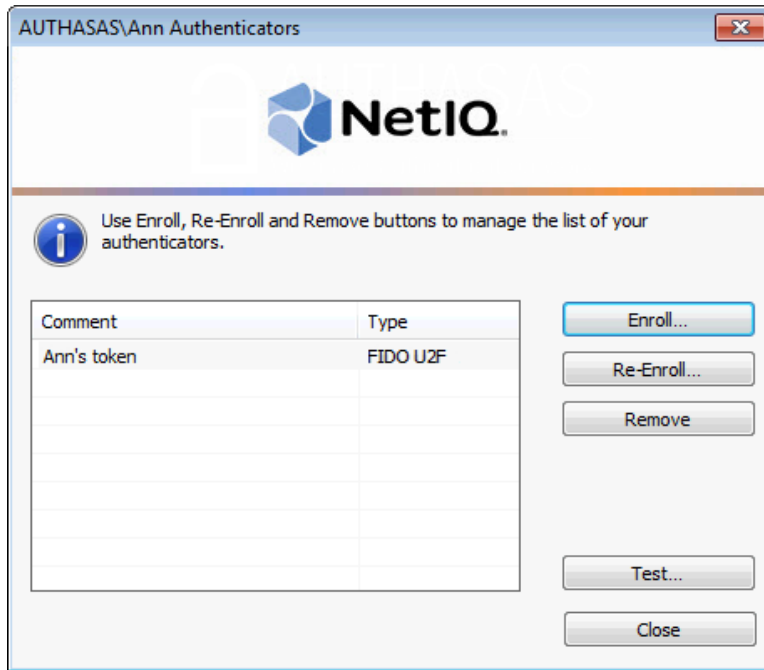 AUTHASAS\Ann Authenticators
AUTHASAS
NetIQ.
Use Enroll, Re-Enroll and Remove buttons to manage the list of your
authenticators.
Comment Type
Ann's token FIDO U2F
Enroll...
Re-Enroll...
Remove
Test...
Close